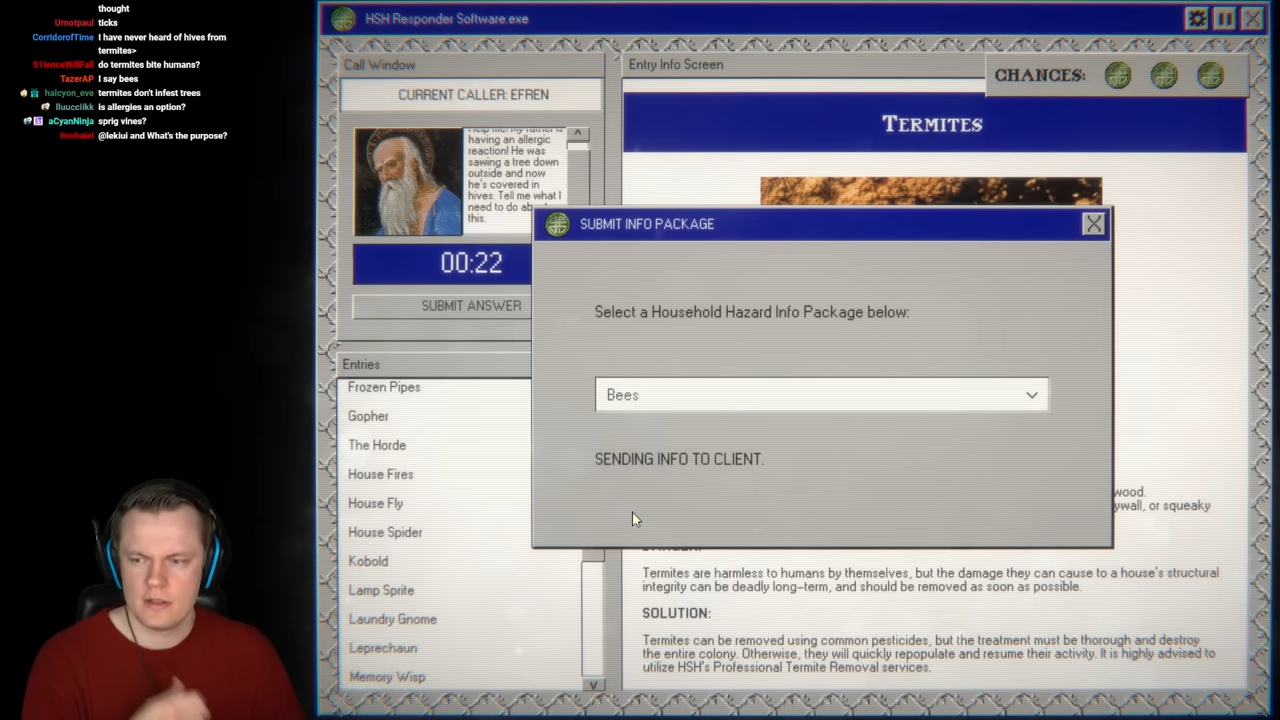 thought
Umotpaul ticks
CorridorofTime I have never heard of hives from
termites>
S1lenceWillFall do termites bite humans?
TazerAP I say bees
halcyon_eve termites don't infest trees
lluucciikk is allergies an option?
aCyanNinja sprig vines?
itsshaiel @lekiui and What's the purpose?
HSH Responder Software.exe
Call Window
CURRENT CALLER: EFREN
Help me! My father is
having an allergic
reaction! He was
sawing a tree down
outside and now
he's covered in
hives. Tell me what I
need to do
this.
00:22
SUBMIT ANSWER
Entries
Frozen Pipes
Gopher
The Horde
House Fires
House Fly
House Spider
Kobold
Lamp Sprite
Laundry Gnome
Leprechaun
Memory Wisp
Entry Info Screen
CHANCES:
TERMITES
SUBMIT INFO PACKAGE
Select a Household Hazard Info Package below:
Bees
SENDING INFO TO CLIENT.
wood.
ywall, or squeaky
Termites are harmless to humans by themselves, but the damage they can cause to a house's structural
integrity can be deadly long-term, and should be removed as soon as possible.
SOLUTION:
Termites can be removed using common pesticides, but the treatment must be thorough and destroy
the entire colony. Otherwise, they will quickly repopulate and resume their activity. It is highly advised to
utilize HSH's Professional Termite Removal services.